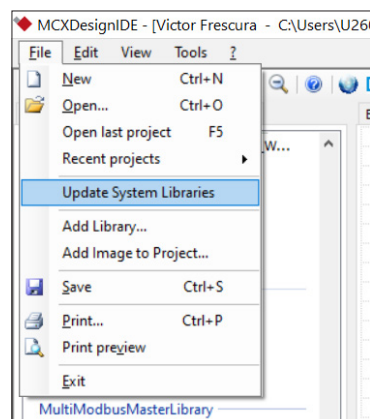 MCXDesignIDE - [Victor Frescura - C:\Users\U26
File Edit View Tools ?
New Ctrl+N
Open... Ctrl+O
Open last project F5
Recent projects
Update System Libraries
Add Library...
Add Image to Project...
Save Ctrl+S
Print... Ctrl+P
Print preview
Exit
MultiModbusMasterLibrary